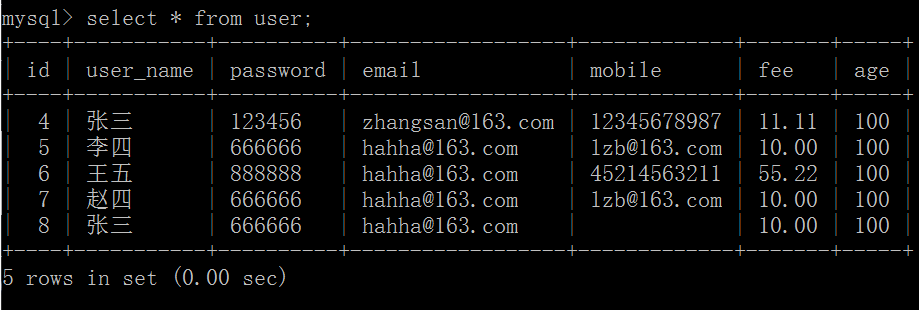 mysql> select * from user;
+----+-----------+----------+------------------+-------------+-------+-----+
| id | user_name | password | email            | mobile      | fee   | age |
+----+-----------+----------+------------------+-------------+-------+-----+
|  4 | 张三      | 123456   | zhangsan@163.com | 12345678987 | 11.11 | 100 |
|  5 | 李四      | 666666   | hahha@163.com    | lzb@163.com | 10.00 | 100 |
|  6 | 王五      | 888888   | hahha@163.com    | 45214563211 | 55.22 | 100 |
|  7 | 赵四      | 666666   | hahha@163.com    | lzb@163.com | 10.00 | 100 |
|  8 | 张三      | 666666   | hahha@163.com    |             | 10.00 | 100 |
+----+-----------+----------+------------------+-------------+-------+-----+
5 rows in set (0.00 sec)